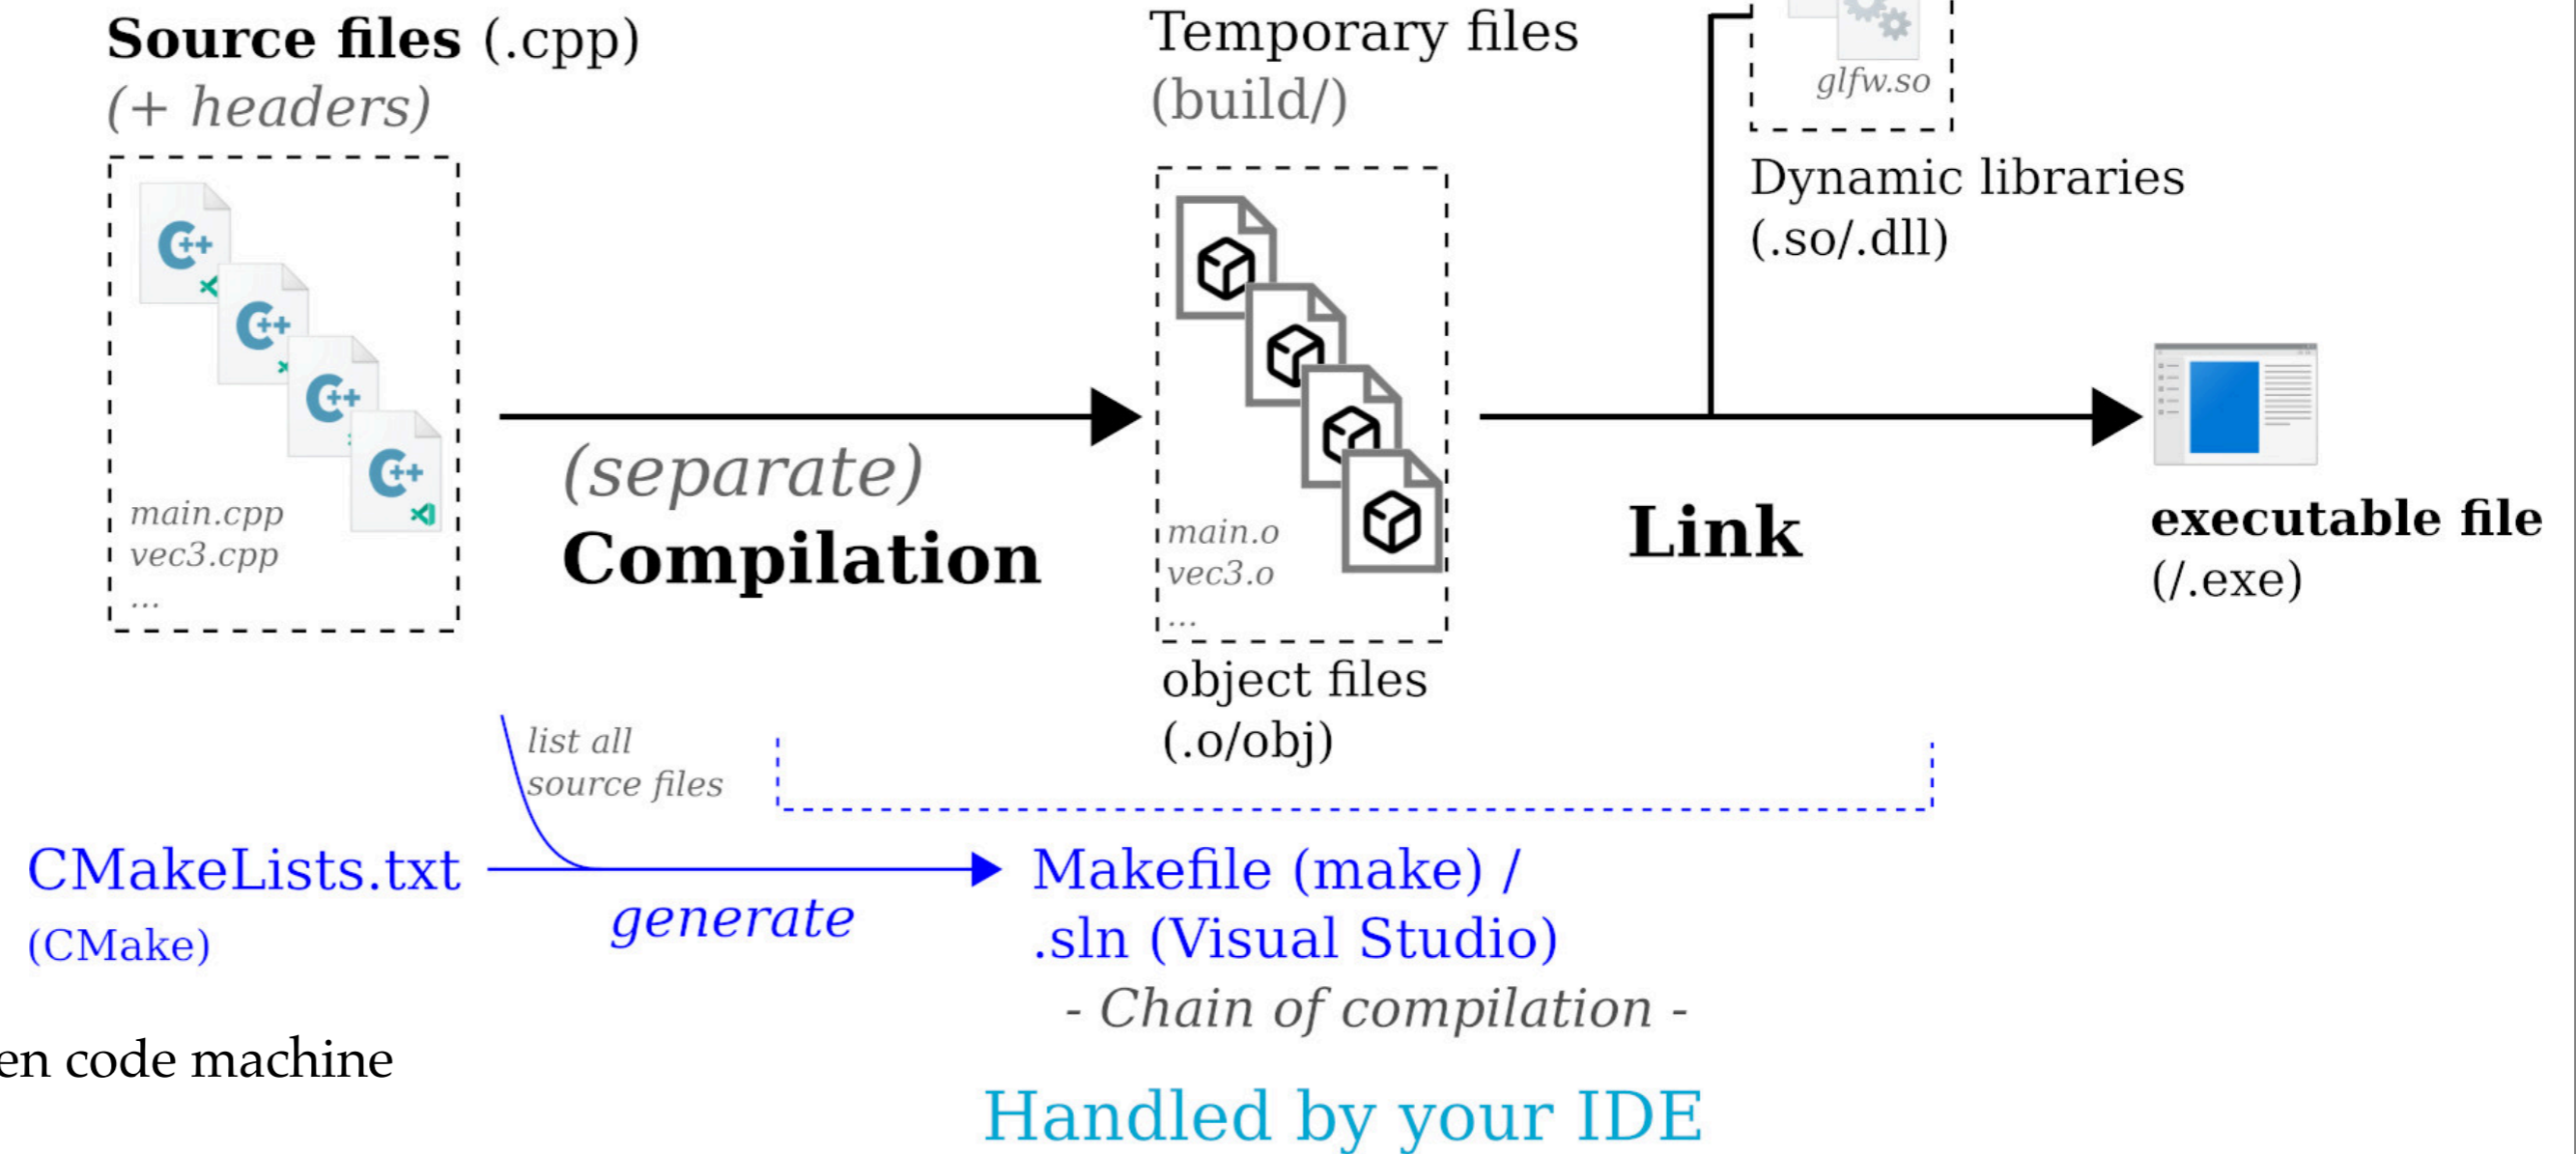 Source files (.cpp)
(+ headers)
main.cpp
vec3.cpp
...
(separate)
Compilation
Temporary files
(build/)
main.o
vec3.o
...
object files
(.o/obj)
glfw.so
Dynamic libraries
(.so/.dll)
Link
executable file
(/.exe)
list all
source files
CMakeLists.txt
(CMake)
generate
Makefile (make) /
.sln (Visual Studio)
- Chain of compilation -
en code machine
Handled by your IDE